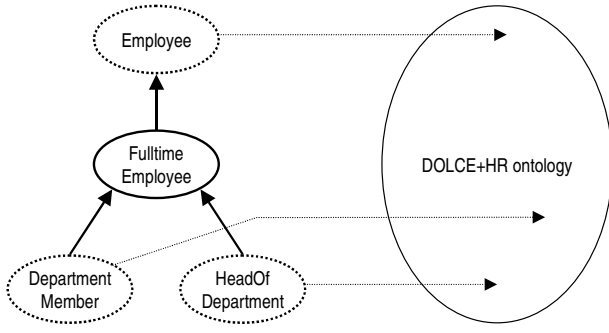 Employee
Fulltime
Employee
DOLCE+HR ontology
Department
Member
HeadOf
Department